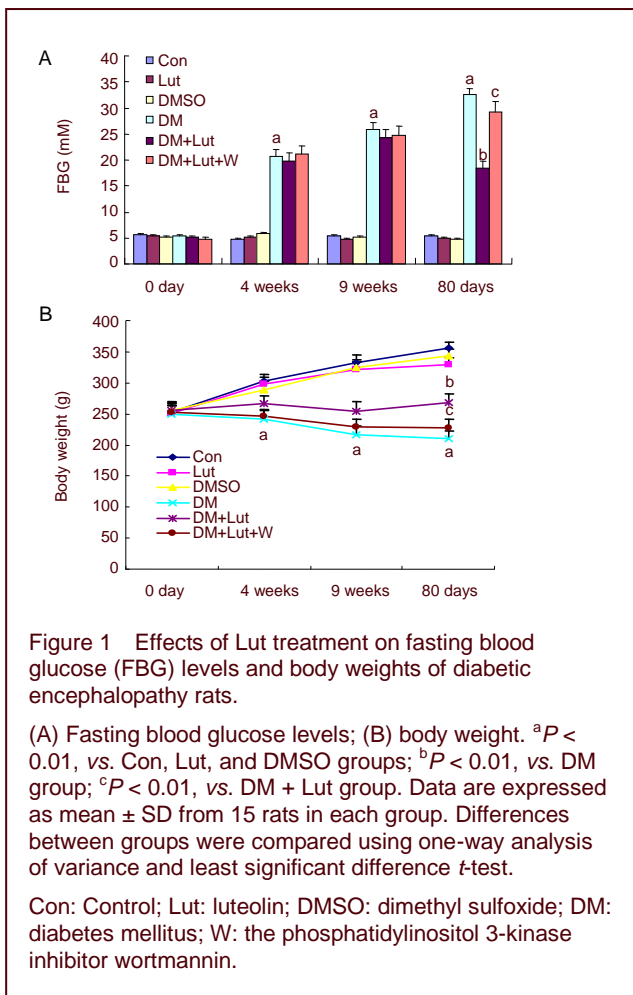 A
Con
Lut
DMSO
DM
DM+Lut
DM+Lut+W
FBG (mM)
40
35
30
25
20
15
10
5
0
a
a
a
b
c
0 day 4 weeks 9 weeks 80 days
B
Body weight (g)
400
350
300
250
200
150
100
50
0
b
c
a a a
Con
Lut
DMSO
DM
DM+Lut
DM+Lut+W
0 day 4 weeks 9 weeks 80 days
Figure 1 Effects of Lut treatment on fasting blood
glucose (FBG) levels and body weights of diabetic
encephalopathy rats.
(A) Fasting blood glucose levels; (B) body weight. ᵃP <
0.01, vs. Con, Lut, and DMSO groups; ᵇP < 0.01, vs. DM
group; ᶜP < 0.01, vs. DM + Lut group. Data are expressed
as mean ± SD from 15 rats in each group. Differences
between groups were compared using one-way analysis
of variance and least significant difference t-test.
Con: Control; Lut: luteolin; DMSO: dimethyl sulfoxide; DM:
diabetes mellitus; W: the phosphatidylinositol 3-kinase
inhibitor wortmannin.